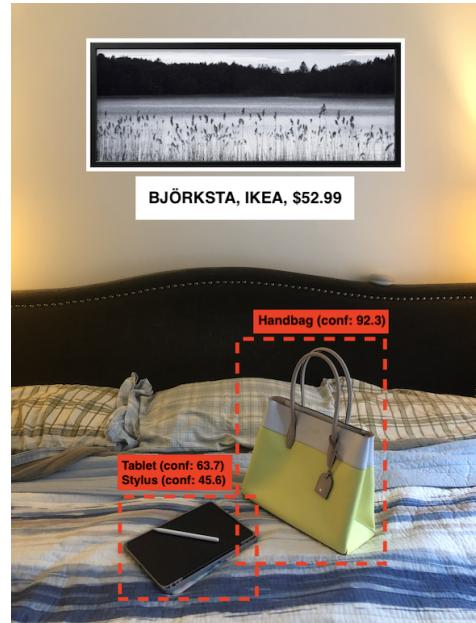 BJÖRKSTA, IKEA, $52.99
Handbag (conf: 92.3)
Tablet (conf: 63.7)
Stylus (conf: 45.6)